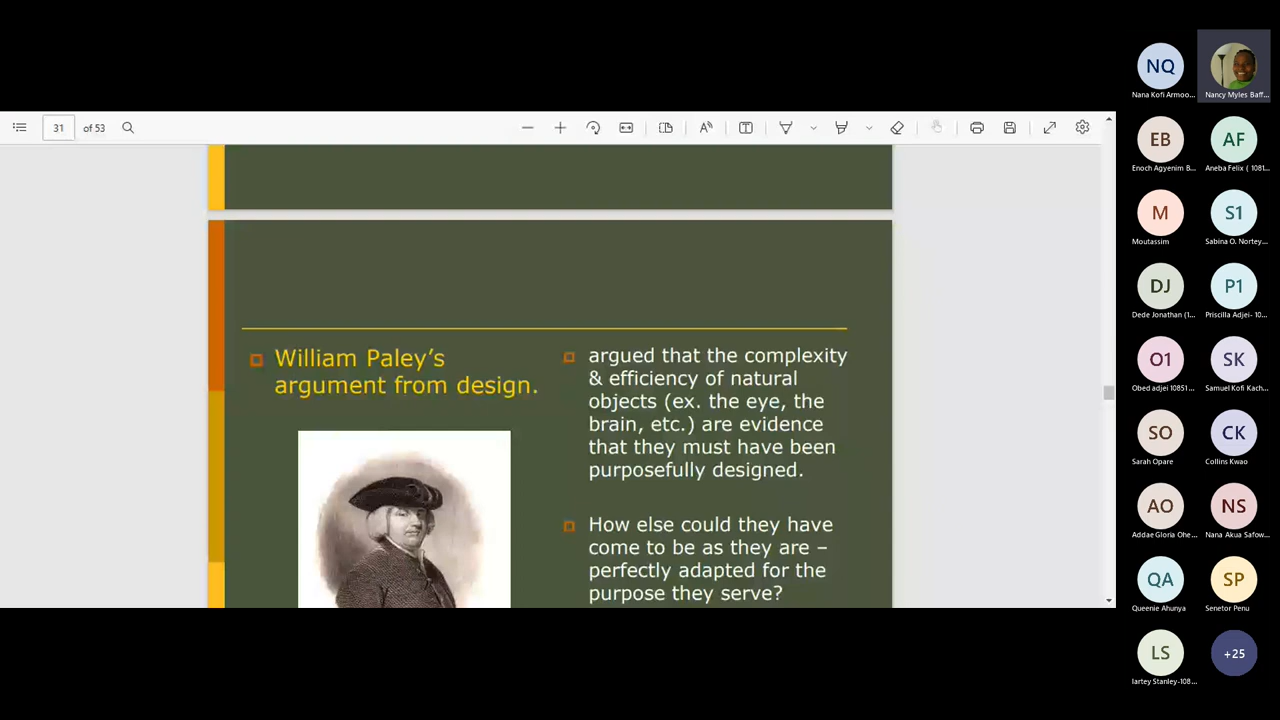 31 of 53
William Paley's
argument from design.
argued that the complexity
& efficiency of natural
objects (ex. the eye, the
brain, etc.) are evidence
that they must have been
purposefully designed.
How else could they have
come to be as they are –
perfectly adapted for the
purpose they serve?
NQ
Nana Kofi Armoo...
Nancy Myles Baff...
EB
Enoch Agyenim B...
AF
Aneba Felix ( 1081...
M
Moutassim
S1
Sabina O. Nortey...
DJ
Dede Jonathan (1...
P1
Priscilla Adjei- 10...
O1
Obed adjei 10851...
SK
Samuel Kofi Kach...
SO
Sarah Opare
CK
Collins Kwao
AO
Addae Gloria Ohe...
NS
Nana Akua Safow...
QA
Queenie Ahunya
SP
Senetor Penu
LS
lartey Stanley-108...
+25